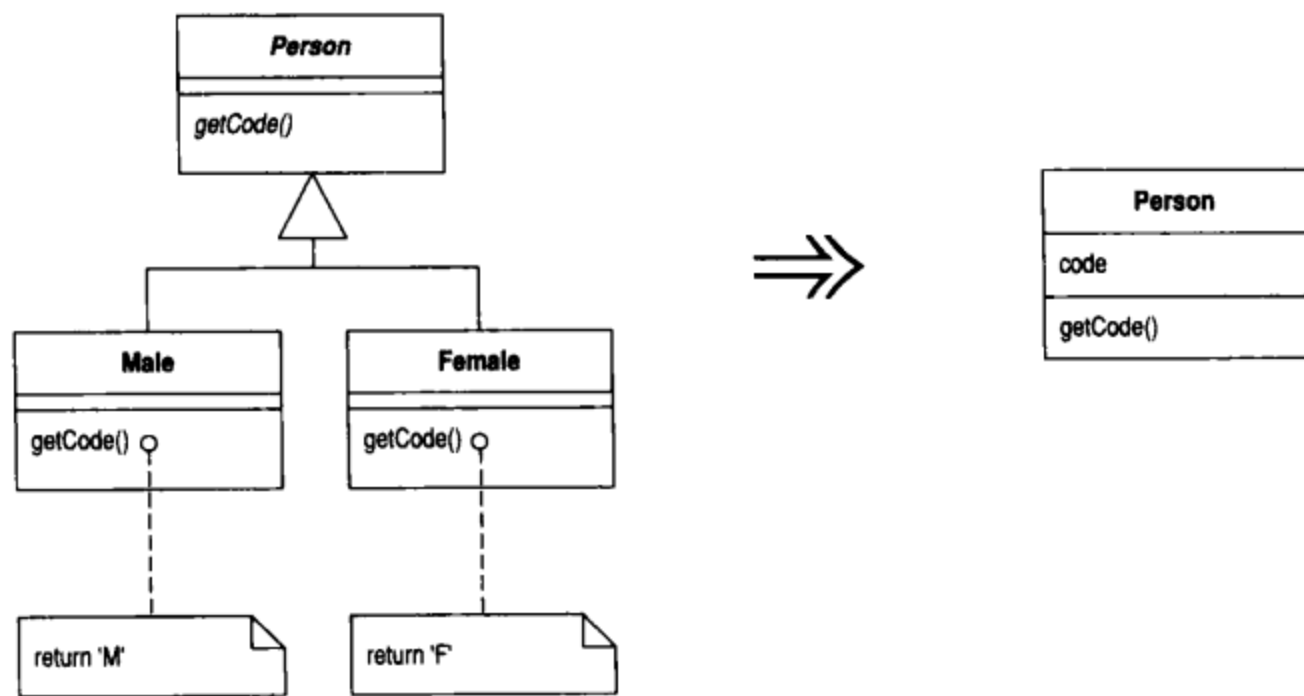 Person
getCode()
Male
getCode()
return 'M'
Female
getCode()
return 'F'
Person
code
getCode()